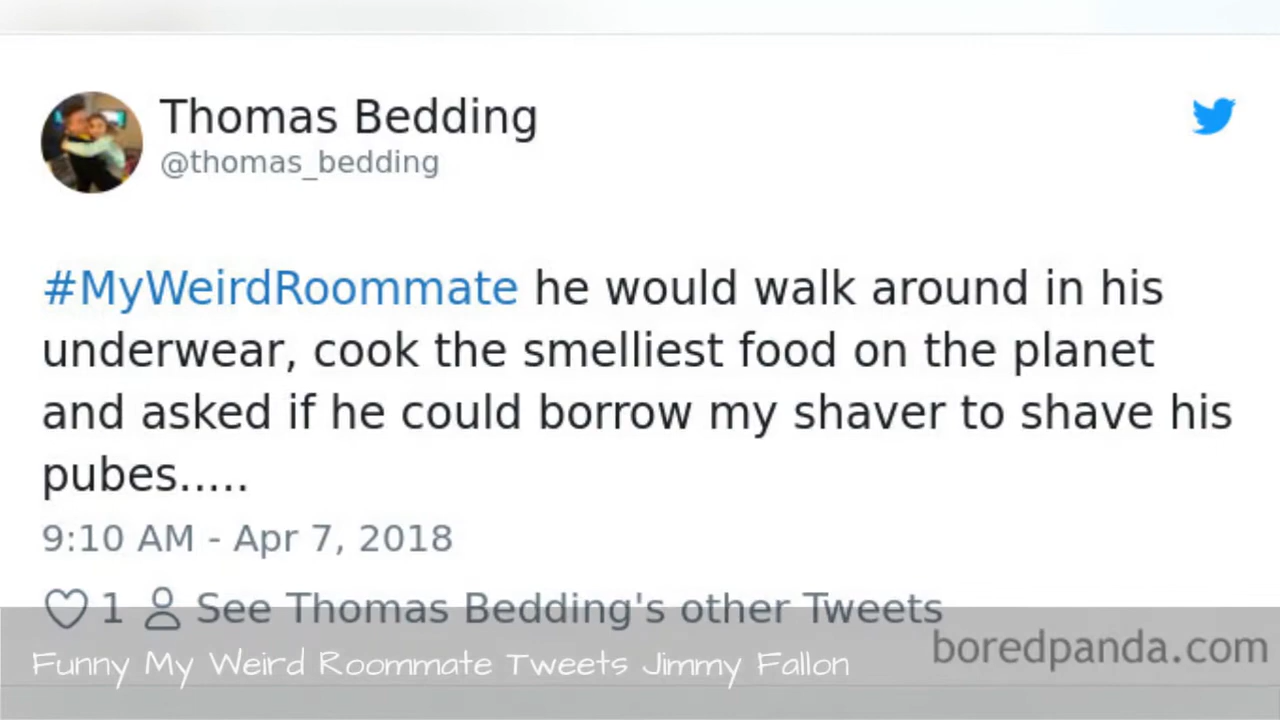 Thomas Bedding
@thomas_bedding
#MyWeirdRoommate he would walk around in his
underwear, cook the smelliest food on the planet
and asked if he could borrow my shaver to shave his
pubes.....
9:10 AM - Apr 7, 2018
1 See Thomas Bedding's other Tweets
boredpanda.com
Funny My Weird Roommate Tweets Jimmy Fallon